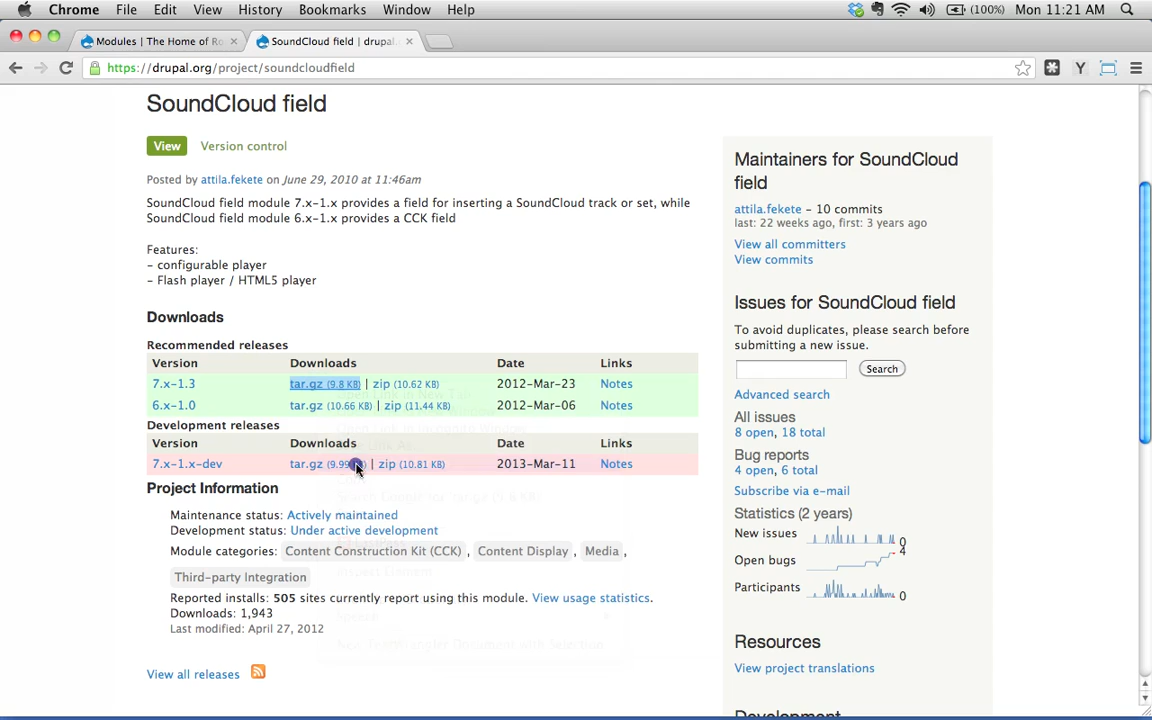 Chrome File Edit View History Bookmarks Window Help (100%) Mon 11:21 AM
Modules | The Home of Ro SoundCloud field | drupal.
https://drupal.org/project/soundcloudfield
SoundCloud field
View Version control
Posted by attila.fekete on June 29, 2010 at 11:46am
SoundCloud field module 7.x-1.x provides a field for inserting a SoundCloud track or set, while
SoundCloud field module 6.x-1.x provides a CCK field
Features:
- configurable player
- Flash player / HTML5 player
Downloads
Recommended releases
Version Downloads Date Links
7.x-1.3 tar.gz (9.8 KB) | zip (10.62 KB) 2012-Mar-23 Notes
6.x-1.0 tar.gz (10.66 KB) | zip (11.44 KB) 2012-Mar-06 Notes
Development releases
Version Downloads Date Links
7.x-1.x-dev tar.gz (9.99 | zip (10.81 KB) 2013-Mar-11 Notes
Project Information
Maintenance status: Actively maintained
Development status: Under active development
Module categories: Content Construction Kit (CCK) , Content Display , Media ,
Third-party Integration
Reported installs: 505 sites currently report using this module. View usage statistics.
Downloads: 1,943
Last modified: April 27, 2012
View all releases
Maintainers for SoundCloud
field
attila.fekete – 10 commits
last: 22 weeks ago, first: 3 years ago
View all committers
View commits
Issues for SoundCloud field
To avoid duplicates, please search before
submitting a new issue.
Search
Advanced search
All issues
8 open, 18 total
Bug reports
4 open, 6 total
Subscribe via e-mail
Statistics (2 years)
New issues 0
Open bugs 4
Participants 0
Resources
View project translations
Development